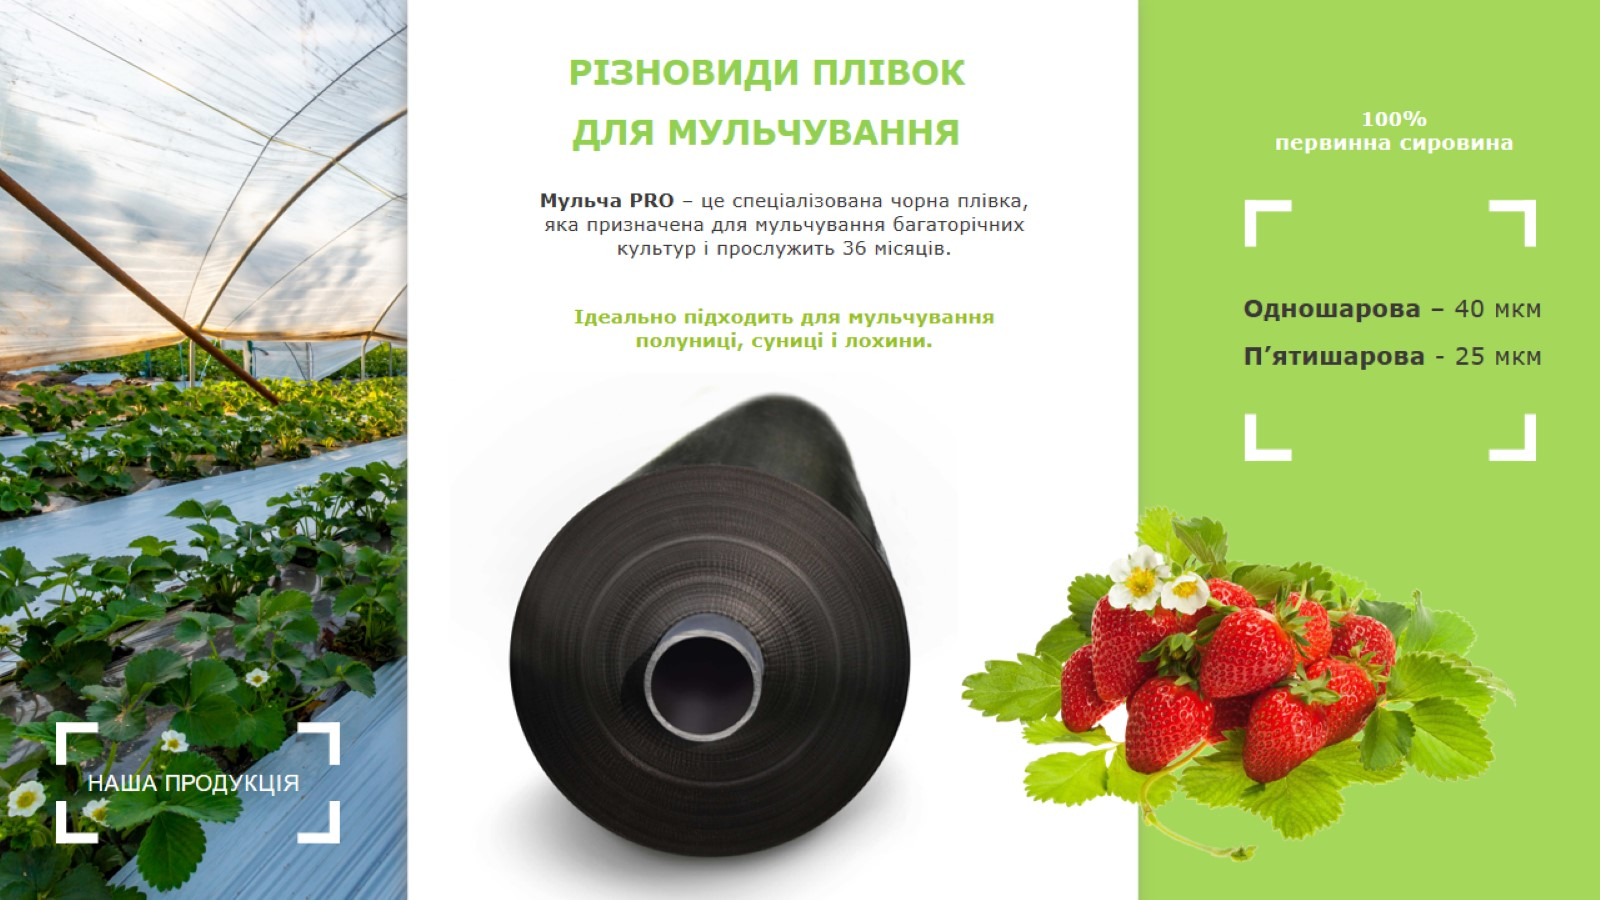 РІЗНОВИДИ ПЛІВОК
ДЛЯ МУЛЬЧУВАННЯ
Мульча PRO – це спеціалізована чорна плівка,
яка призначена для мульчування багаторічних
культур і прослужить 36 місяців.
Ідеально підходить для мульчування
полуниці, суниці і лохини.
100%
первинна сировина
Одношарова – 40 мкм
П’ятишарова - 25 мкм
НАША ПРОДУКЦІЯ